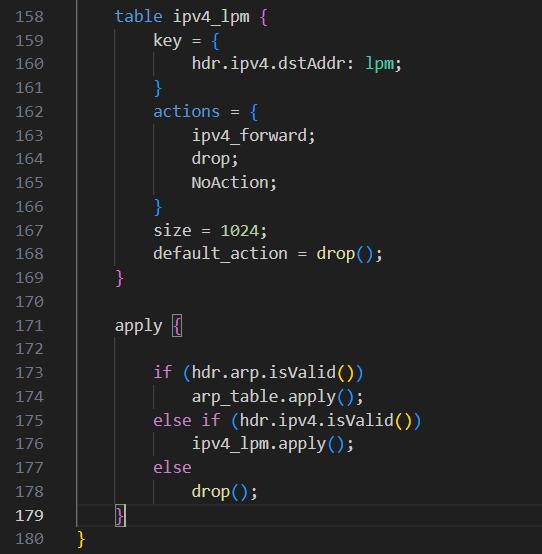 158 table ipv4_lpm {
159 key = {
160 hdr.ipv4.dstAddr: lpm;
161 }
162 actions = {
163 ipv4_forward;
164 drop;
165 NoAction;
166 }
167 size = 1024;
168 default_action = drop();
169 }
170
171 apply {
172
173 if (hdr.arp.isValid())
174 arp_table.apply();
175 else if (hdr.ipv4.isValid())
176 ipv4_lpm.apply();
177 else
178 drop();
179 }
180 }